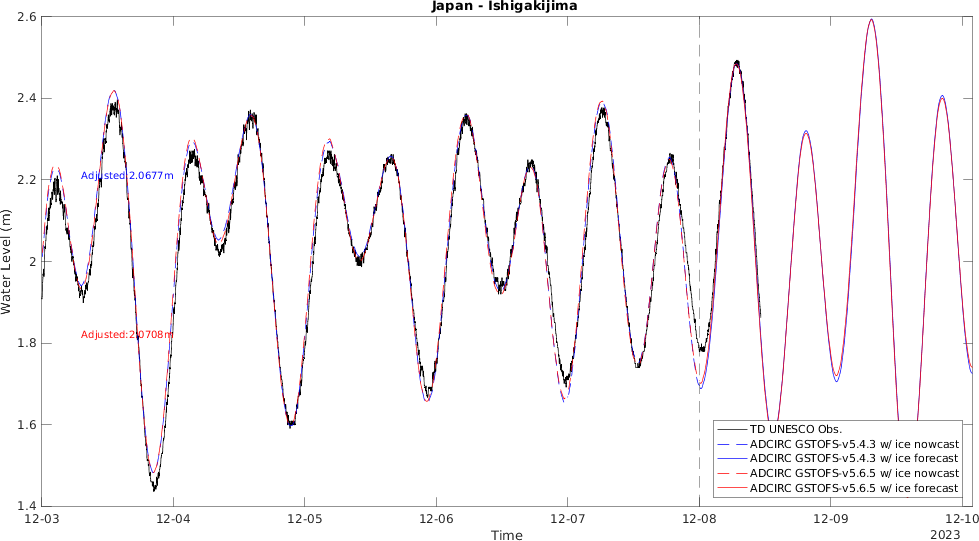 Japan - Ishigakijima
2.6
2.4
2.2
2
1.8
1.6
1.4
Water Level (m)
Adjusted:2.0677m
Adjusted:2.0708m
TD UNESCO Obs.
ADCIRC GSTOFS-v5.4.3 w/ ice nowcast
ADCIRC GSTOFS-v5.4.3 w/ ice forecast
ADCIRC GSTOFS-v5.6.5 w/ ice nowcast
ADCIRC GSTOFS-v5.6.5 w/ ice forecast
12-03 12-04 12-05 12-06 12-07 12-08 12-09 12-10
Time
2023